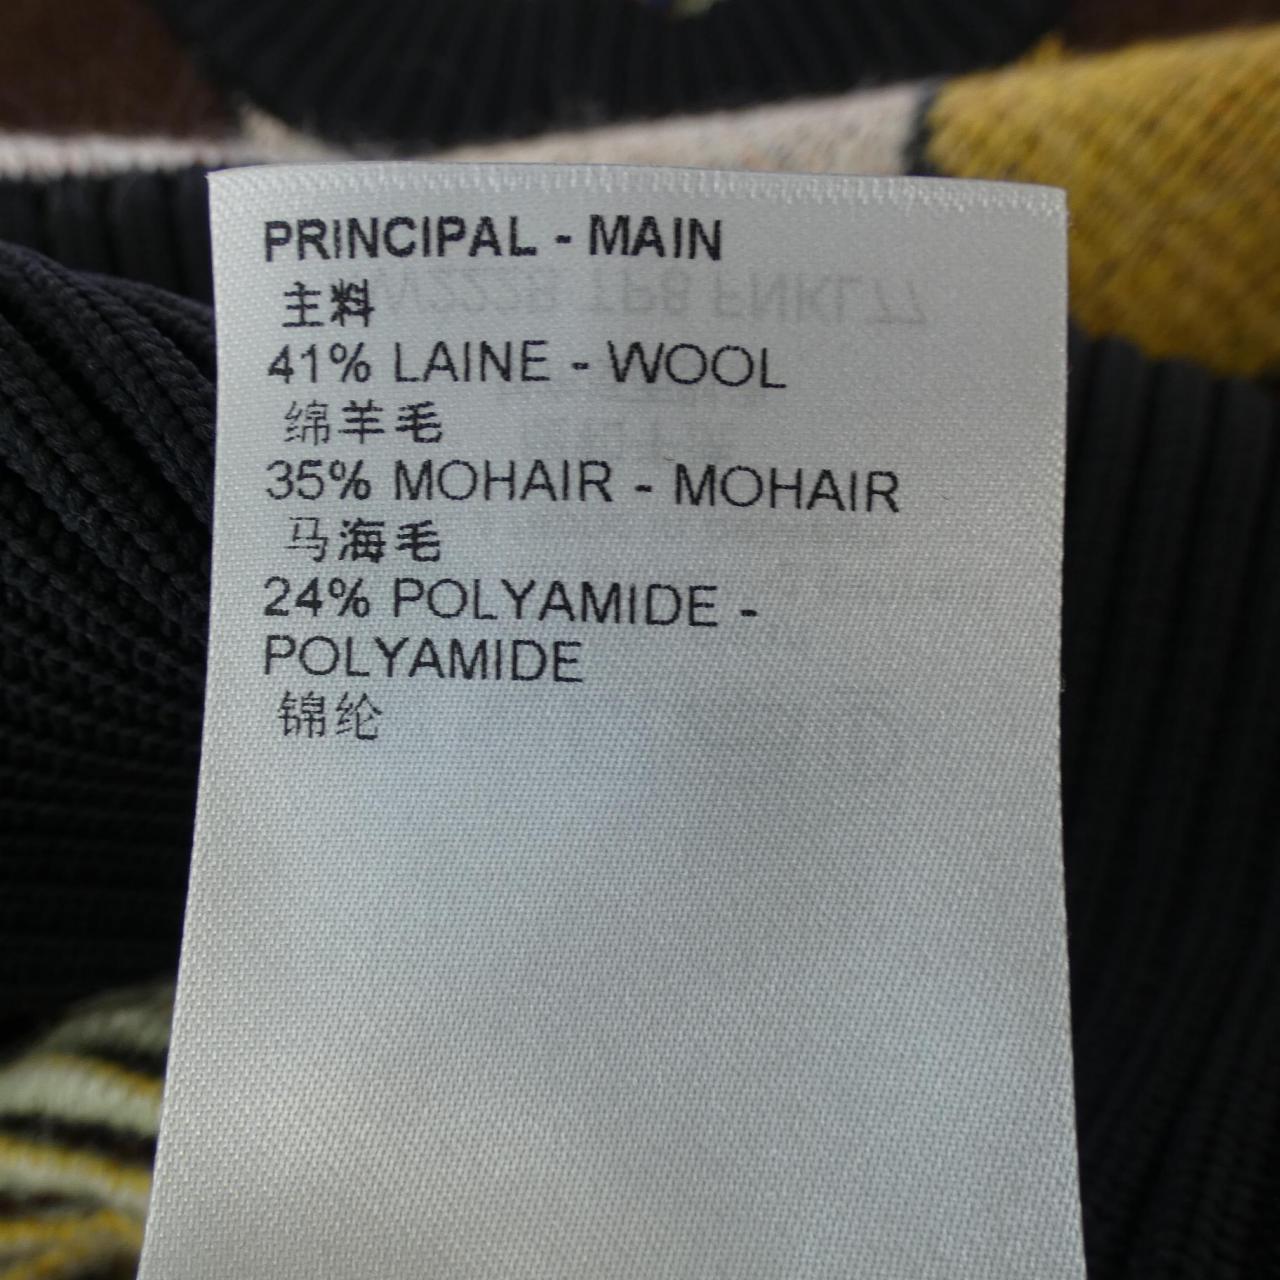 PRINCIPAL - MAIN
主料
41% LAINE - WOOL
绵羊毛
35% MOHAIR - MOHAIR
马海毛
24% POLYAMIDE -
POLYAMIDE
锦纶